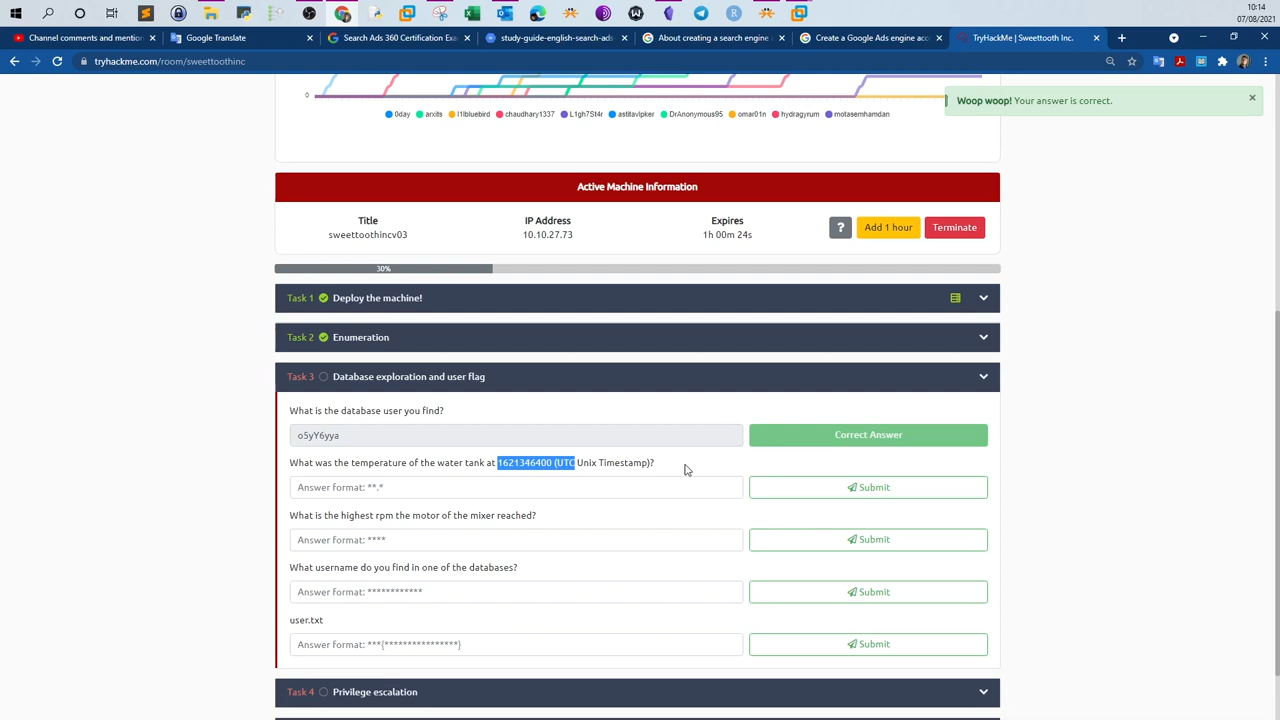 10:14
07/08/2021
Channel comments and mention
Google Translate
Search Ads 360 Certification Exa
study-guide-english-search-ads
About creating a search engine
Create a Google Ads engine acc
TryHackMe | Sweettooth Inc.
tryhackme.com/room/sweettoothinc
0
0day
arxits
l1lbluebird
chaudhary1337
L1gh7St4r
astitavlpker
DrAnonymous95
omar01n
hydragyrum
motasemhamdan
Woop woop! Your answer is correct.
Active Machine Information
Title
IP Address
Expires
sweettoothincv03
10.10.27.73
1h 00m 24s
?
Add 1 hour
Terminate
30%
Task 1 Deploy the machine!
Task 2 Enumeration
Task 3 Database exploration and user flag
What is the database user you find?
o5yY6yya
Correct Answer
What was the temperature of the water tank at 1621346400 (UTC Unix Timestamp)?
Answer format: **.*
Submit
What is the highest rpm the motor of the mixer reached?
Answer format: ****
Submit
What username do you find in one of the databases?
Answer format: ************
Submit
user.txt
Answer format: ***{****************}
Submit
Task 4 Privilege escalation